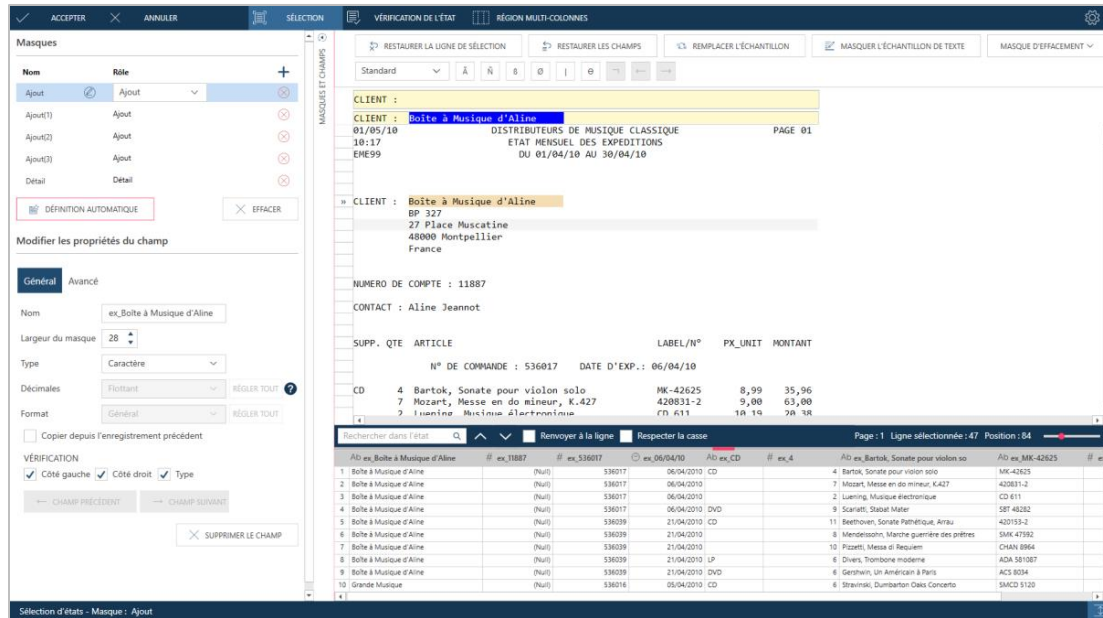 ACCEPTER ANNULER SÉLECTION VÉRIFICATION DE L'ÉTAT RÉGION MULTI-COLONNES
Masques
Nom Rôle
Ajout Ajout
Ajout(1) Ajout
Ajout(2) Ajout
Ajout(3) Ajout
Détail Détail
DÉFINITION AUTOMATIQUE EFFACER
Modifier les propriétés du champ
Général Avancé
Nom ex_Boîte à Musique d'Aline
Largeur du masque 28
Type Caractère
Décimales Flottant RÉGLER TOUT ?
Format Général RÉGLER TOUT
Copier depuis l'enregistrement précédent
VÉRIFICATION
Côté gauche Côté droit Type
← CHAMP PRÉCÉDENT → CHAMP SUIVANT
SUPPRIMER LE CHAMP
MASQUES ET CHAMPS
RESTAURER LA LIGNE DE SÉLECTION RESTAURER LES CHAMPS REMPLACER L'ÉCHANTILLON MASQUER L'ÉCHANTILLON DE TEXTE MASQUE D'EFFACEMENT
Standard Ã Ñ ß Ø | Ө ¬ ← →
CLIENT :
CLIENT : Boîte à Musique d'Aline
01/05/10 DISTRIBUTEURS DE MUSIQUE CLASSIQUE PAGE 01
10:17 ETAT MENSUEL DES EXPEDITIONS
EME99 DU 01/04/10 AU 30/04/10
» CLIENT : Boîte à Musique d'Aline
BP 327
27 Place Muscatine
48000 Montpellier
France
NUMERO DE COMPTE : 11887
CONTACT : Aline Jeannot
SUPP. QTE ARTICLE LABEL/N° PX_UNIT MONTANT
N° DE COMMANDE : 536017 DATE D'EXP.: 06/04/10
CD 4 Bartok, Sonate pour violon solo MK-42625 8,99 35,96
7 Mozart, Messe en do mineur, K.427 420831-2 9,00 63,00
2 Luening, Musique électronique CD 611 10,19 20,38
Rechercher dans l'état Renvoyer à la ligne Respecter la casse Page : 1 Ligne sélectionnée : 47 Position : 84
Ab ex_Boîte à Musique d'Aline # ex_11887 # ex_536017 ex_06/04/10 Ab ex_CD # ex_4 Ab ex_Bartok, Sonate pour violon so Ab ex_MK-42625 # e
1 Boîte à Musique d'Aline (Null) 536017 06/04/2010 CD 4 Bartok, Sonate pour violon solo MK-42625
2 Boîte à Musique d'Aline (Null) 536017 06/04/2010 7 Mozart, Messe en do mineur, K.427 420831-2
3 Boîte à Musique d'Aline (Null) 536017 06/04/2010 2 Luening, Musique électronique CD 611
4 Boîte à Musique d'Aline (Null) 536017 06/04/2010 DVD 9 Scarlatti, Stabat Mater SBT 48282
5 Boîte à Musique d'Aline (Null) 536039 21/04/2010 CD 11 Beethoven, Sonate Pathétique, Arrau 420153-2
6 Boîte à Musique d'Aline (Null) 536039 21/04/2010 8 Mendelssohn, Marche guerrière des prêtres SMK 47592
7 Boîte à Musique d'Aline (Null) 536039 21/04/2010 10 Pizzetti, Messa di Requiem CHAN 8964
8 Boîte à Musique d'Aline (Null) 536039 21/04/2010 LP 6 Divers, Trombone moderne ADA 581087
9 Boîte à Musique d'Aline (Null) 536039 21/04/2010 DVD 6 Gershwin, Un Américain à Paris ACS 8034
10 Grande Musique (Null) 536016 05/04/2010 CD 6 Stravinski, Dumbarton Oaks Concerto SMCD 5120
Sélection d'états - Masque : Ajout